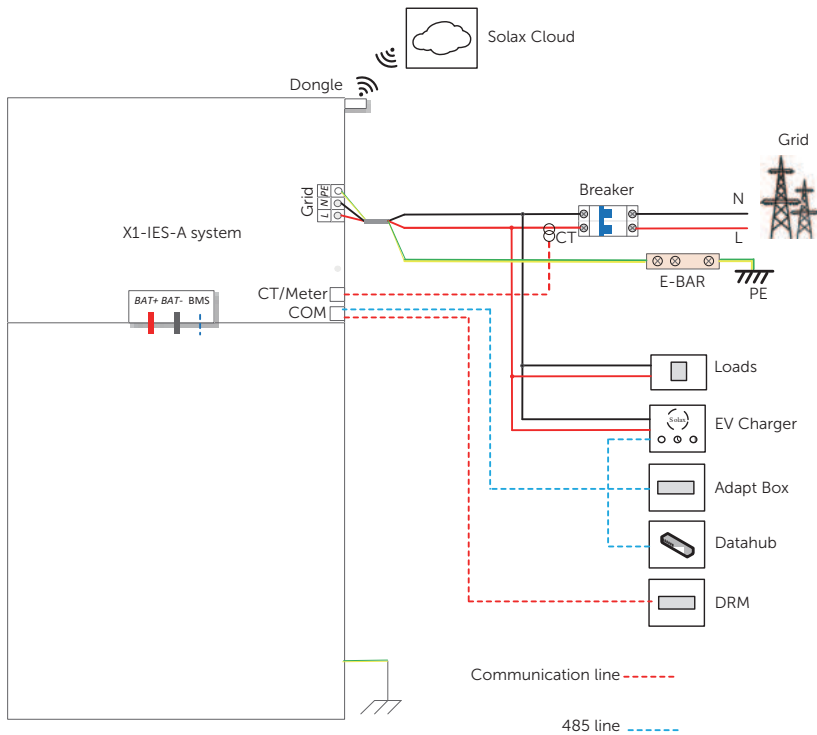 Solax Cloud
Dongle
Grid
Grid
L N PE
Breaker
N
X1-IES-A system
CT
L
E-BAR
PE
CT/Meter
BAT+ BAT- BMS
COM
Loads
Solax
EV Charger
Adapt Box
Datahub
DRM
Communication line
485 line